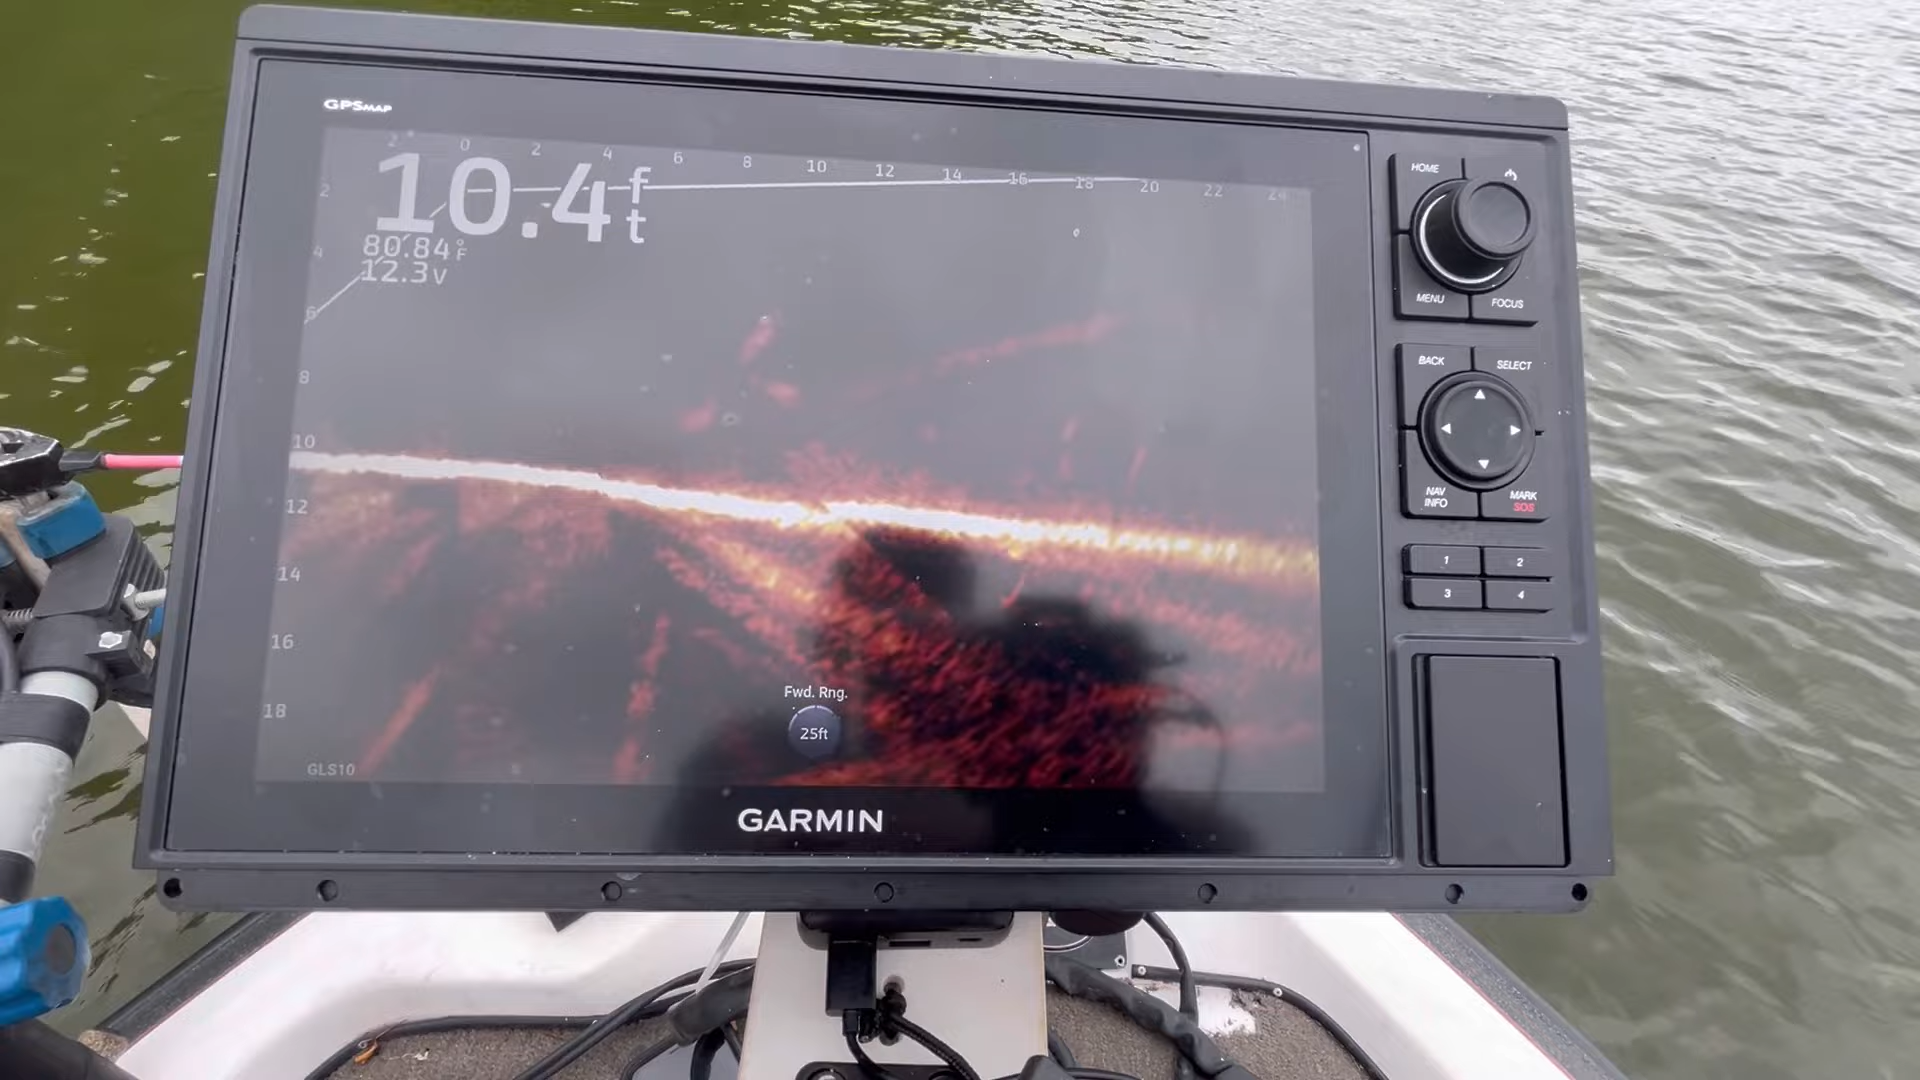 GPSMAP
2 0 2 4 6 8 10 12 14 16 18 20 22 24
10.4 ft
2
80.84°F
4
12.3V
6
8
10
12
14
16
18
Fwd. Rng.
25ft
GLS10
GARMIN
HOME
MENU
FOCUS
BACK
SELECT
NAV INFO
MARK SOS
1
2
3
4